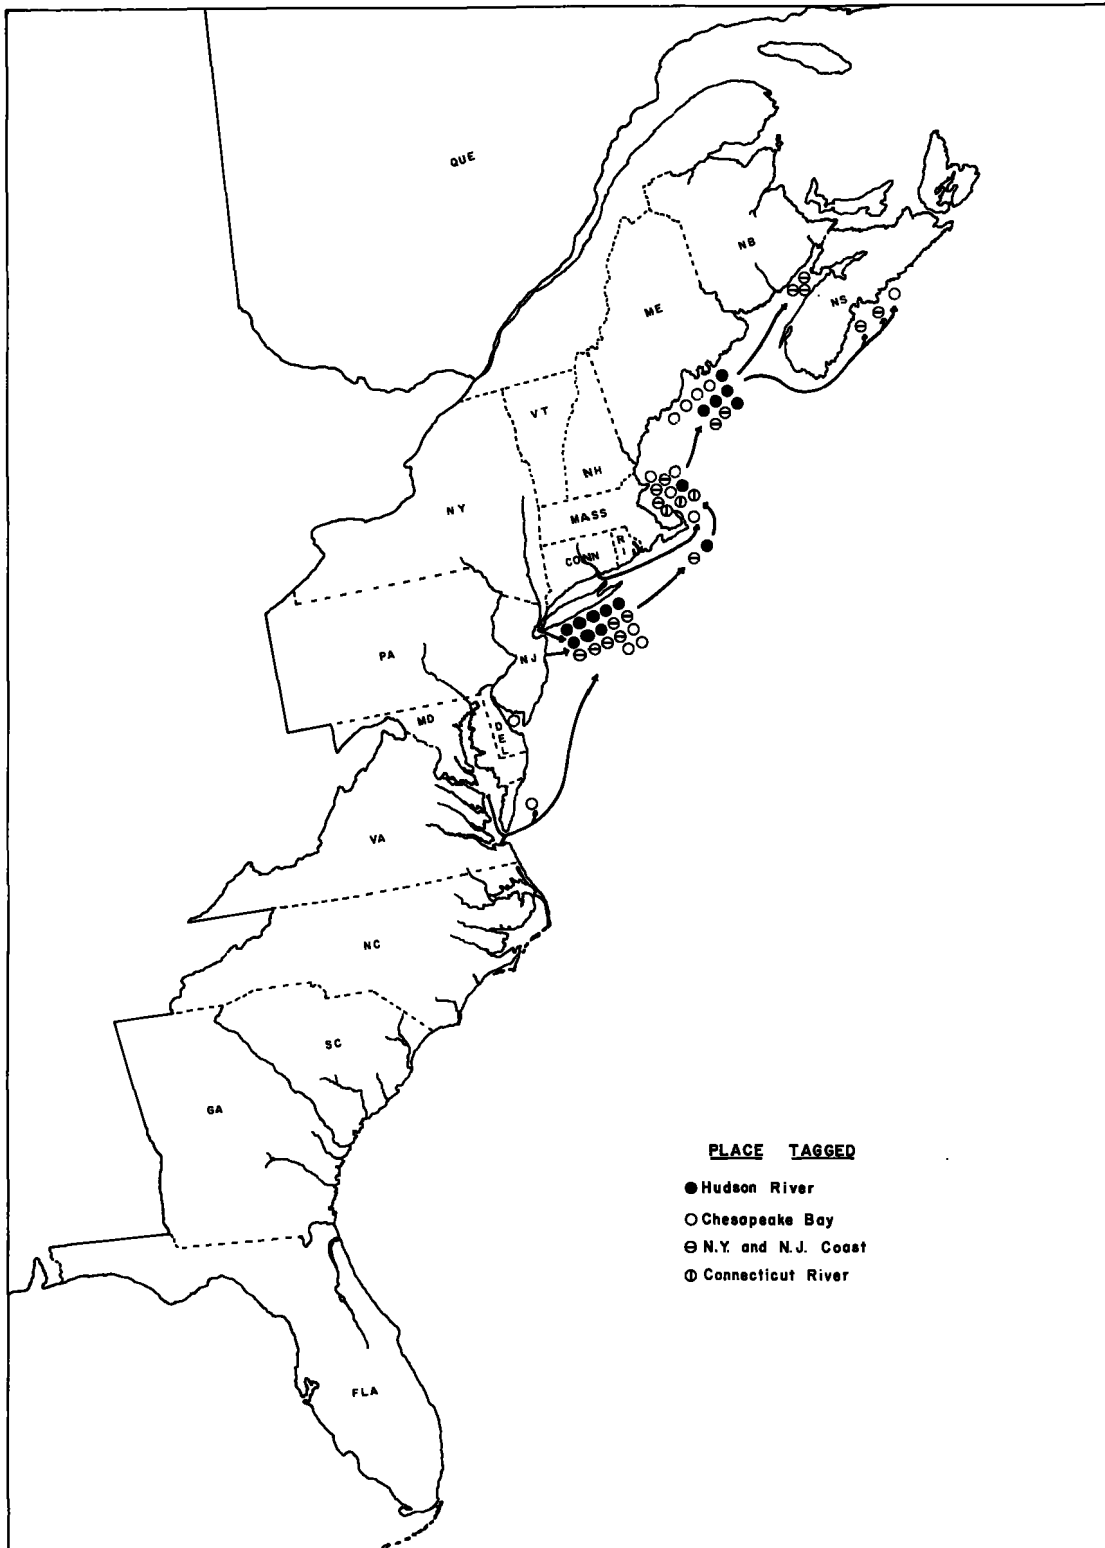 QUE
NB
NS
ME
VT
NH
NY
MASS
CONN
R
I
PA
NJ
MD
DEL
VA
NC
SC
GA
FLA
PLACE TAGGED
Hudson River
Chesapeake Bay
N.Y. and N.J. Coast
Connecticut River